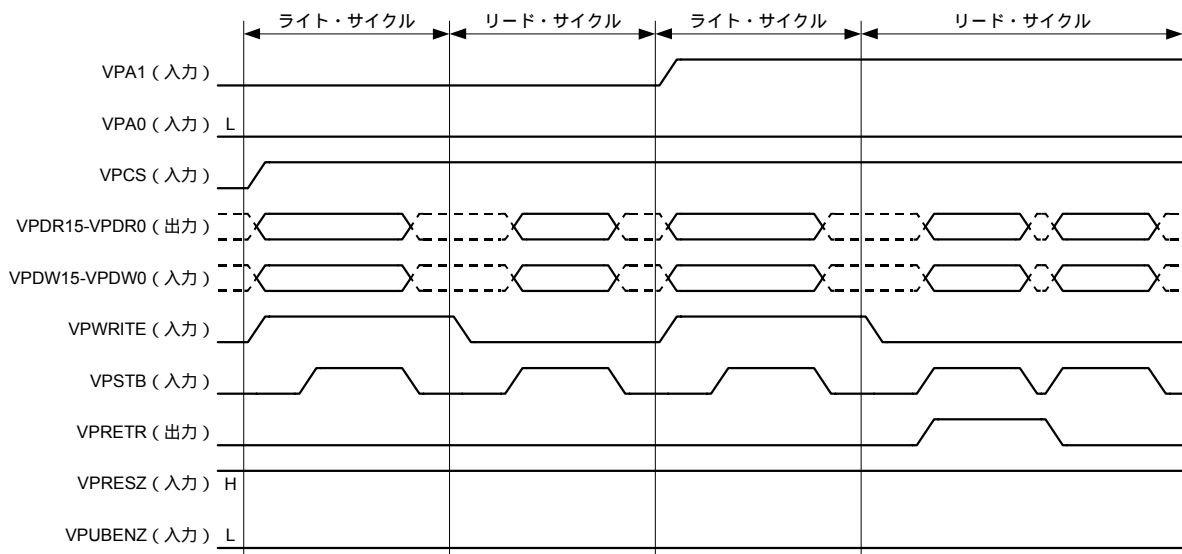 ライト・サイクル リード・サイクル ライト・サイクル リード・サイクル
VPA1（入力）
VPA0（入力） L
VPCS（入力）
VPDR15-VPDR0（出力）
VPDW15-VPDW0（入力）
VPWRITE（入力）
VPSTB（入力）
VPRETR（出力）
VPRESZ（入力） H
VPUBENZ（入力） L